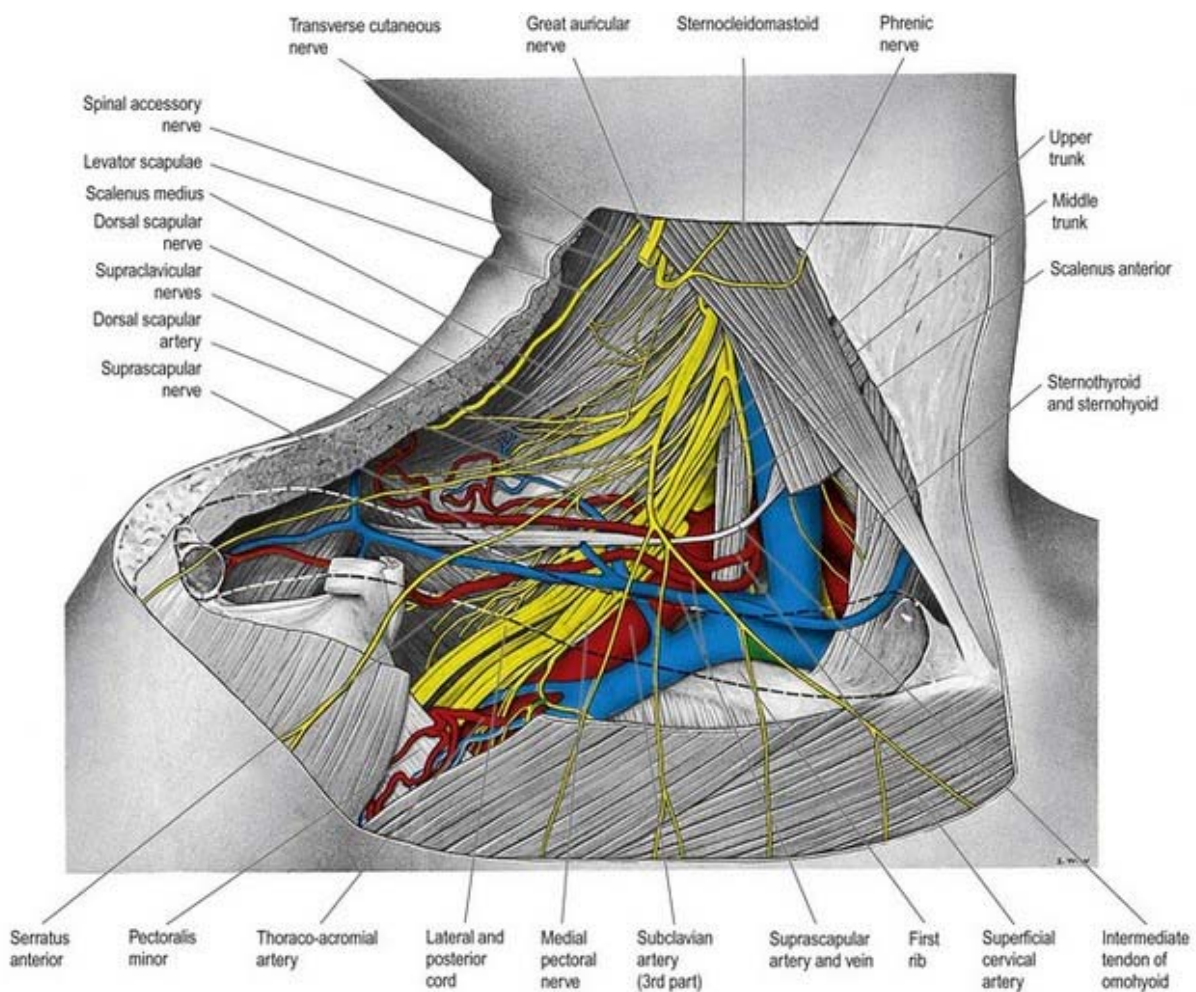 Transverse cutaneous
nerve
Great auricular
nerve
Sternocleidomastoid
Phrenic
nerve
Spinal accessory
nerve
Levator scapulae
Scalenus medius
Dorsal scapular
nerve
Supraclavicular
nerves
Dorsal scapular
artery
Suprascapular
nerve
Upper
trunk
Middle
trunk
Scalenus anterior
Sternothyroid
and sternohyoid
Serratus
anterior
Pectoralis
minor
Thoraco-acromial
artery
Lateral and
posterior
cord
Medial
pectoral
nerve
Subclavian
artery
(3rd part)
Suprascapular
artery and vein
First
rib
Superficial
cervical
artery
Intermediate
tendon of
omohyoid